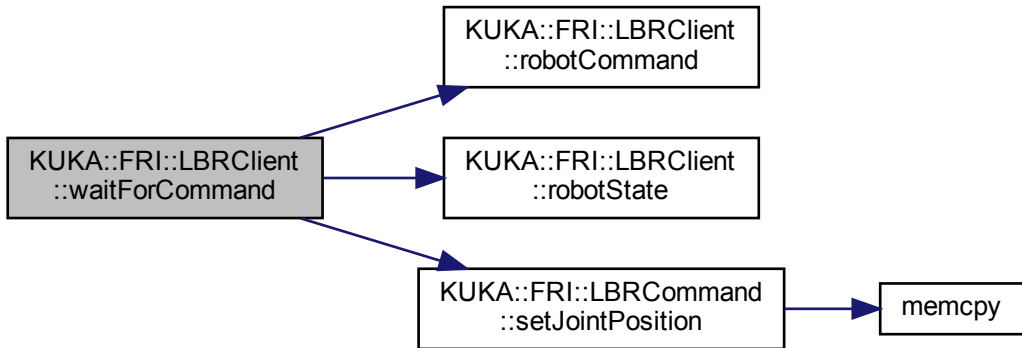 KUKA::FRI::LBRClient
::robotCommand
KUKA::FRI::LBRClient
::waitForCommand
KUKA::FRI::LBRClient
::robotState
KUKA::FRI::LBRCommand
::setJointPosition
memcpy